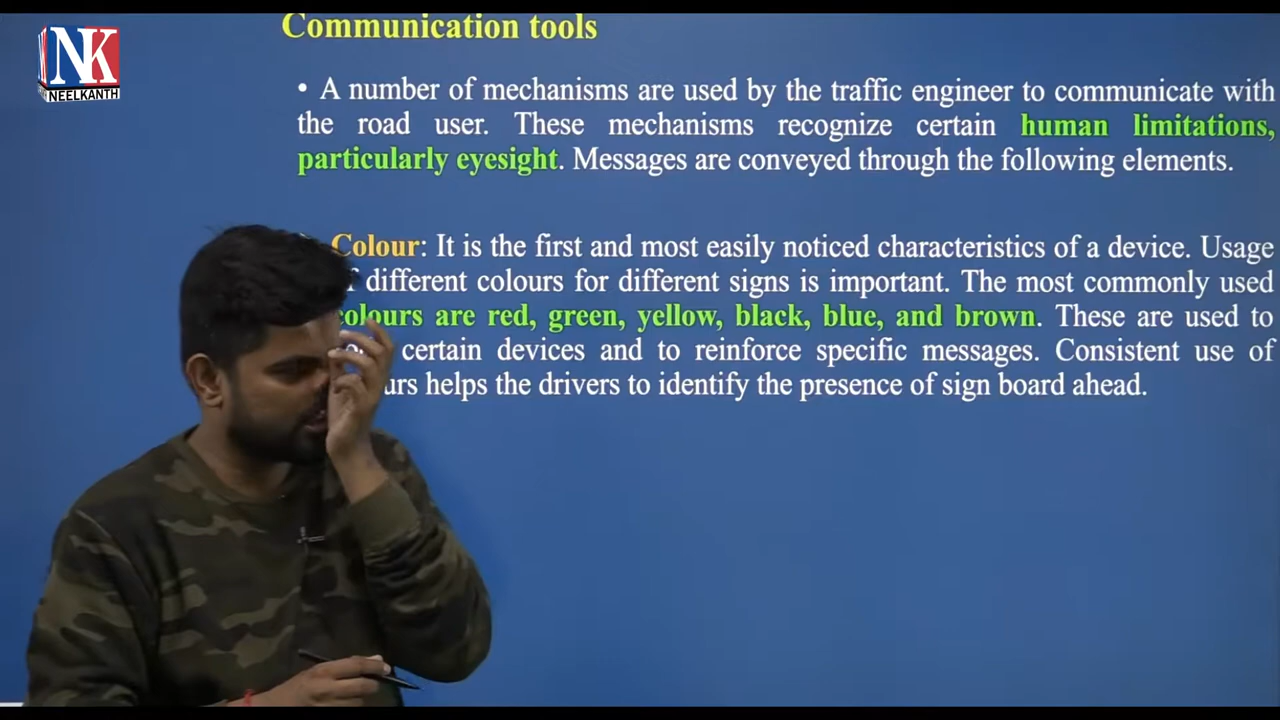 NK
NEELKANTH
Communication tools
• A number of mechanisms are used by the traffic engineer to communicate with
the road user. These mechanisms recognize certain human limitations,
particularly eyesight. Messages are conveyed through the following elements.
Colour: It is the first and most easily noticed characteristics of a device. Usage
different colours for different signs is important. The most commonly used
colours are red, green, yellow, black, blue, and brown. These are used to
certain devices and to reinforce specific messages. Consistent use of
helps the drivers to identify the presence of sign board ahead.